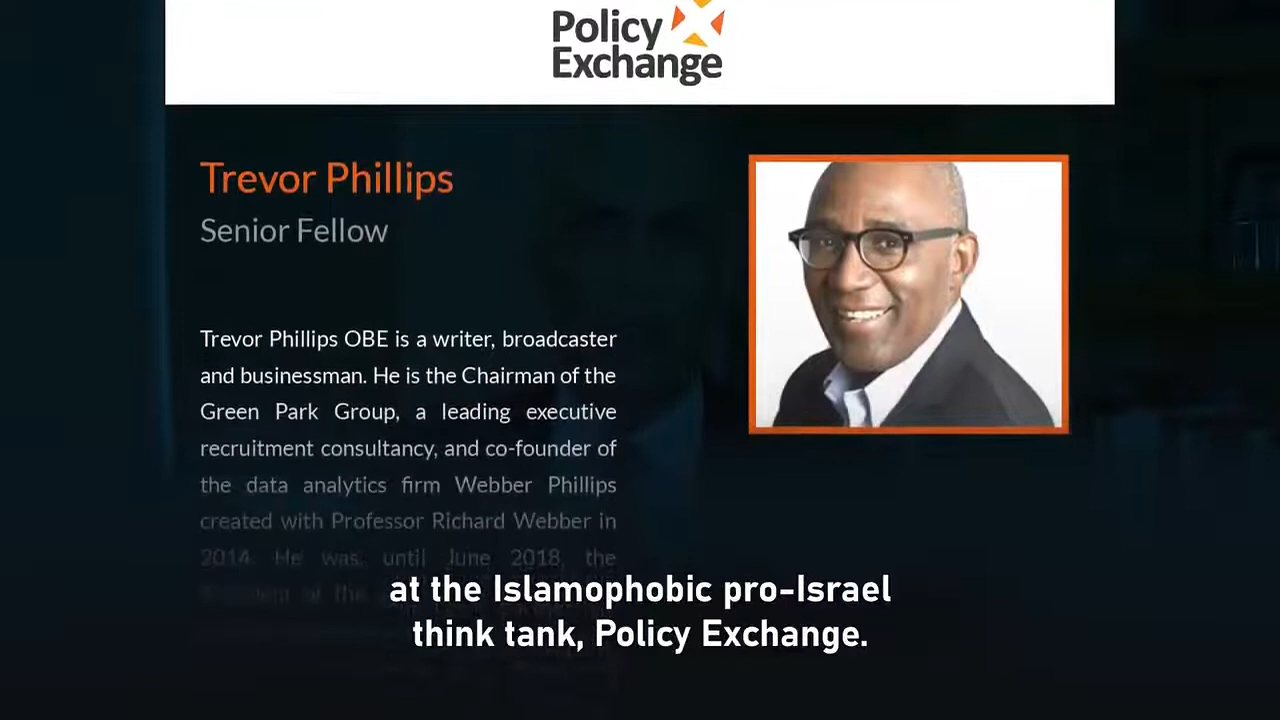 Policy
Exchange
Trevor Phillips
Senior Fellow
Trevor Phillips OBE is a writer, broadcaster
and businessman. He is the Chairman of the
Green Park Group, a leading executive
recruitment consultancy, and co-founder of
the data analytics firm Webber Phillips
created with Professor Richard Webber in
2014. He was, until June 2018, the
at the Islamophobic pro-Israel
think tank, Policy Exchange.